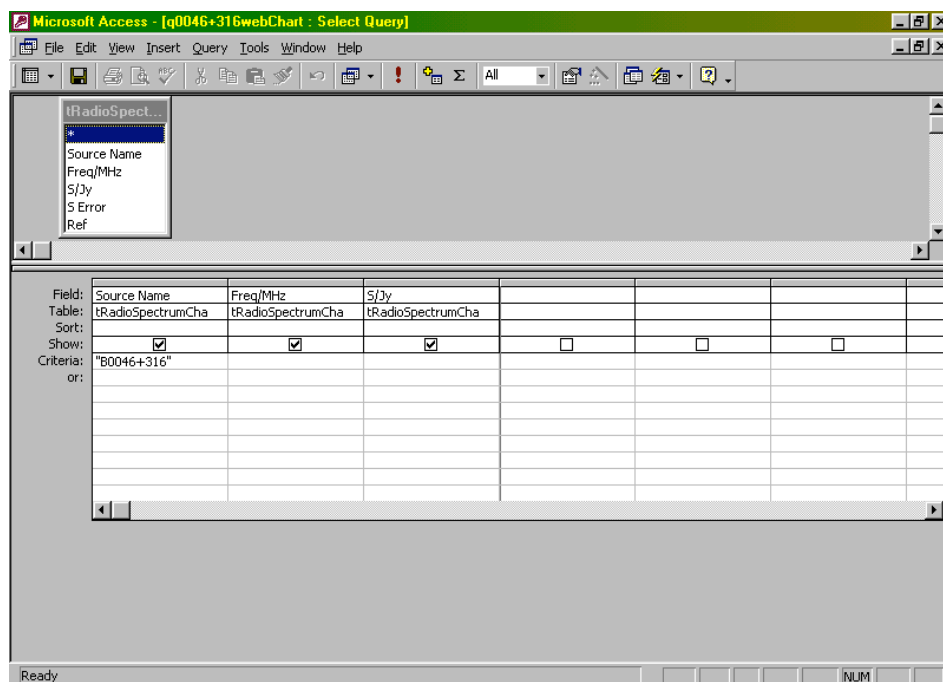 Microsoft Access - [q0046+316webChart : Select Query]
File Edit View Insert Query Tools Window Help
All
tRadioSpect...
*
Source Name
Freq/MHz
S/Jy
S Error
Ref
Field: Source Name Freq/MHz S/Jy
Table: tRadioSpectrumCha tRadioSpectrumCha tRadioSpectrumCha
Sort:
Show:
Criteria: "B0046+316"
or:
Ready NUM